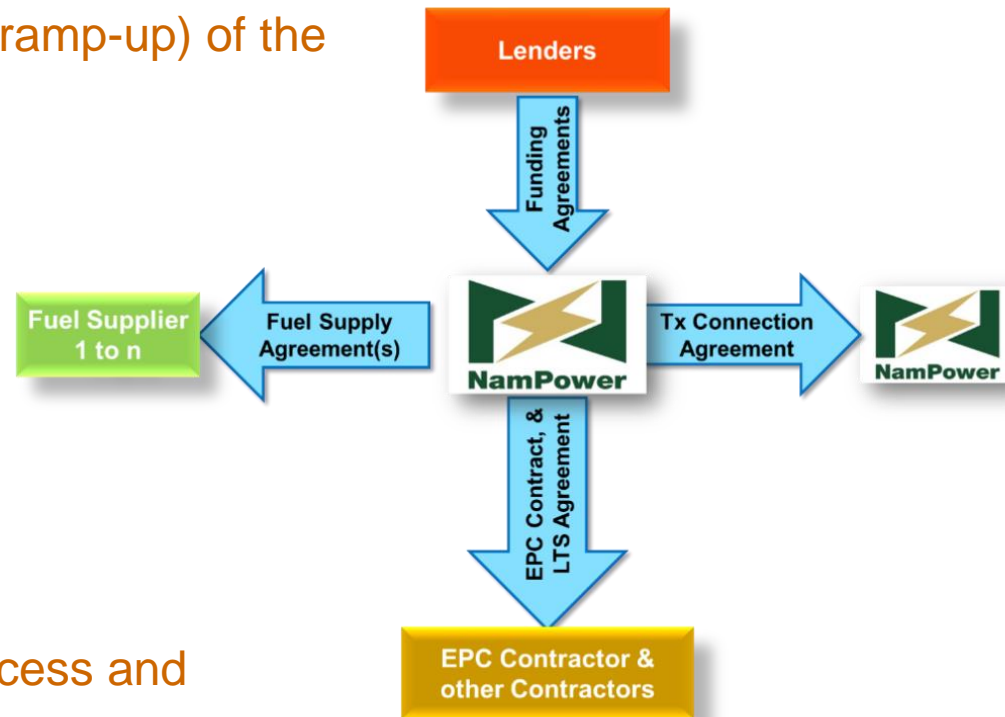 ramp-up) of the
Lenders
Funding
Agreements
Fuel Supplier
1 to n
Fuel Supply
Agreement(s)
NamPower
Tx Connection
Agreement
NamPower
EPC Contract, &
LTS Agreement
cess and
EPC Contractor &
other Contractors